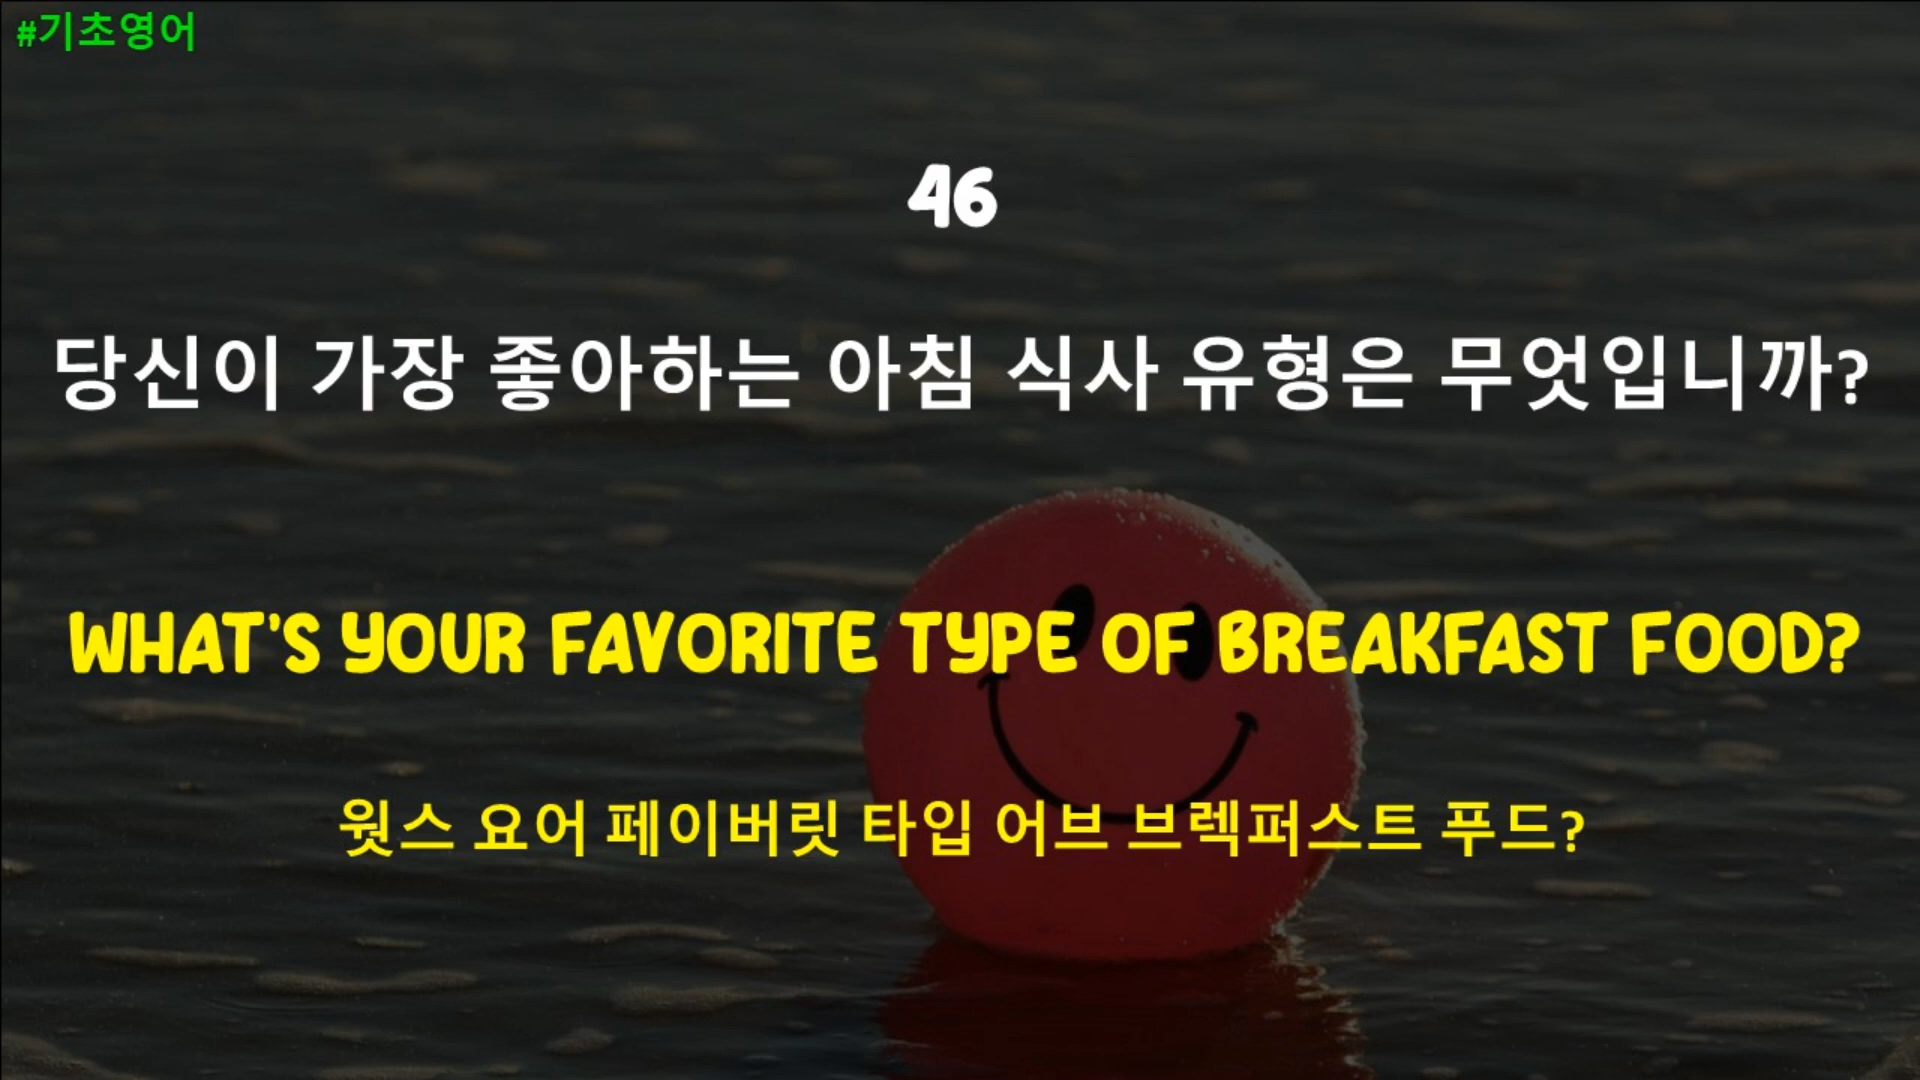 #기초영어
46
당신이 가장 좋아하는 아침 식사 유형은 무엇입니까?
WHAT'S YOUR FAVORITE TYPE OF BREAKFAST FOOD?
웟스 요어 페이버릿 타입 어브 브렉퍼스트 푸드?